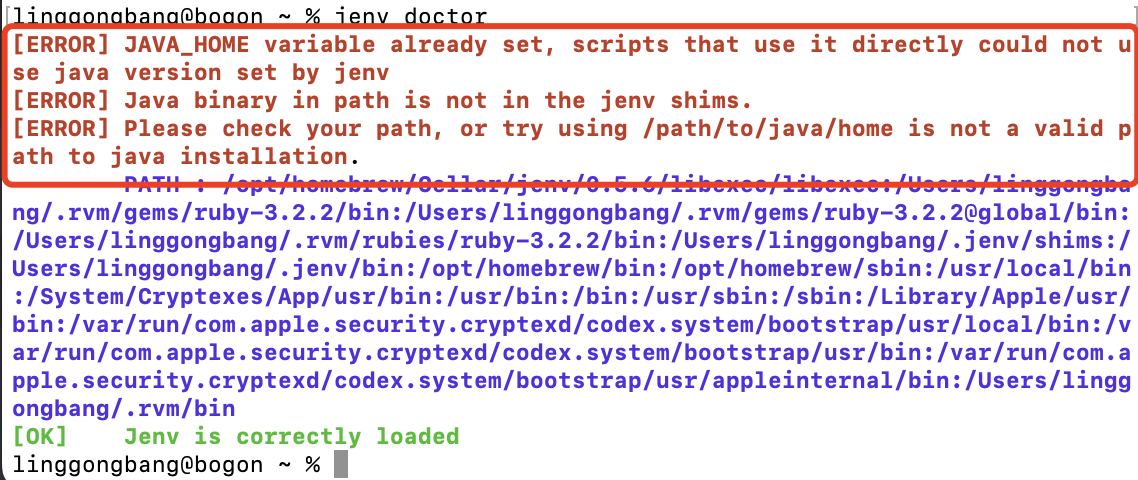 linggongbang@bogon ~ % jenv doctor
[ERROR] JAVA_HOME variable already set, scripts that use it directly could not u
se java version set by jenv
[ERROR] Java binary in path is not in the jenv shims.
[ERROR] Please check your path, or try using /path/to/java/home is not a valid p
ath to java installation.
PATH : /opt/homebrew/Cellar/jenv/0.5.6/libexec/libexec:/Users/linggongba
ng/.rvm/gems/ruby-3.2.2/bin:/Users/linggongbang/.rvm/gems/ruby-3.2.2@global/bin:
/Users/linggongbang/.rvm/rubies/ruby-3.2.2/bin:/Users/linggongbang/.jenv/shims:/
Users/linggongbang/.jenv/bin:/opt/homebrew/bin:/opt/homebrew/sbin:/usr/local/bin
:/System/Cryptexes/App/usr/bin:/usr/bin:/bin:/usr/sbin:/sbin:/Library/Apple/usr/
bin:/var/run/com.apple.security.cryptexd/codex.system/bootstrap/usr/local/bin:/v
ar/run/com.apple.security.cryptexd/codex.system/bootstrap/usr/bin:/var/run/com.a
pple.security.cryptexd/codex.system/bootstrap/usr/appleinternal/bin:/Users/lingg
ongbang/.rvm/bin
[OK] Jenv is correctly loaded
linggongbang@bogon ~ %